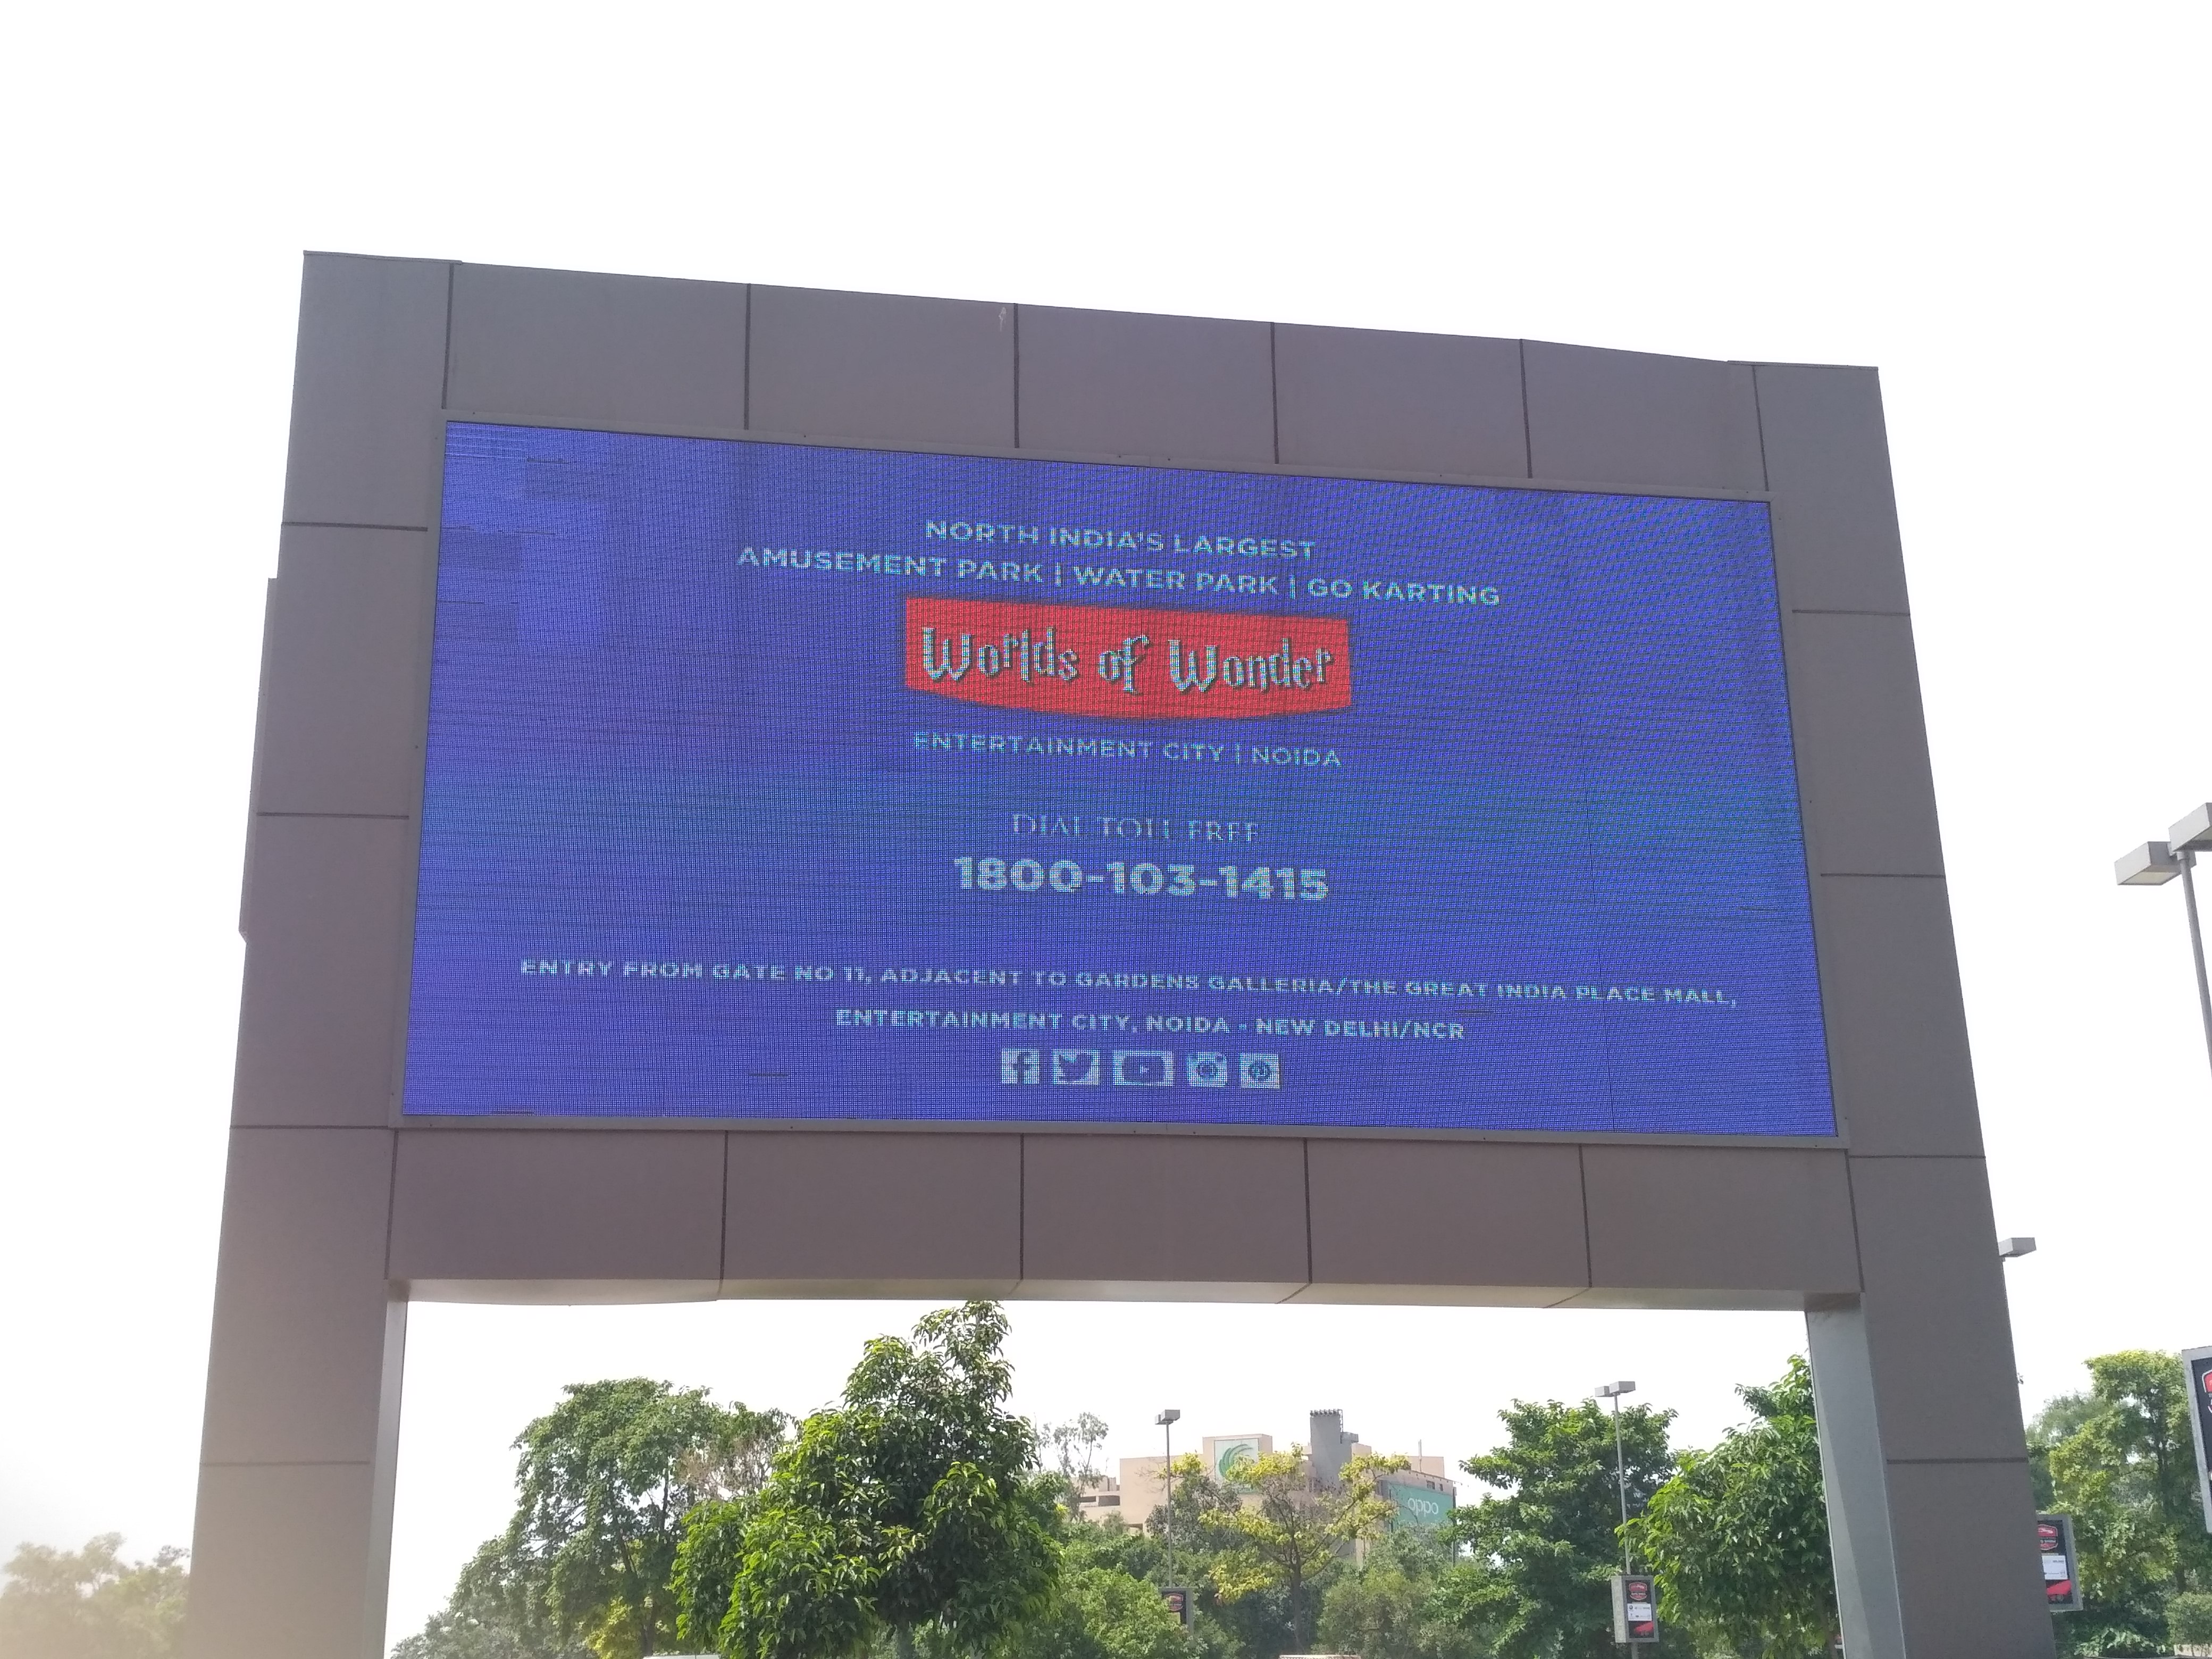 NORTH INDIA'S LARGEST
AMUSEMENT PARK | WATER PARK | GO KARTING
Worlds of Wonder
ENTERTAINMENT CITY | NOIDA
DIAL TOLL FREE
1800-103-1415
ENTRY FROM GATE NO 11, ADJACENT TO GARDENS GALLERIA/THE GREAT INDIA PLACE MALL,
ENTERTAINMENT CITY, NOIDA - NEW DELHI/NCR
oppo